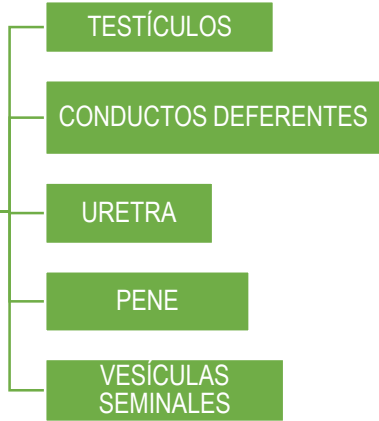 TESTÍCULOS
CONDUCTOS DEFERENTES
URETRA
PENE
VESÍCULAS
SEMINALES